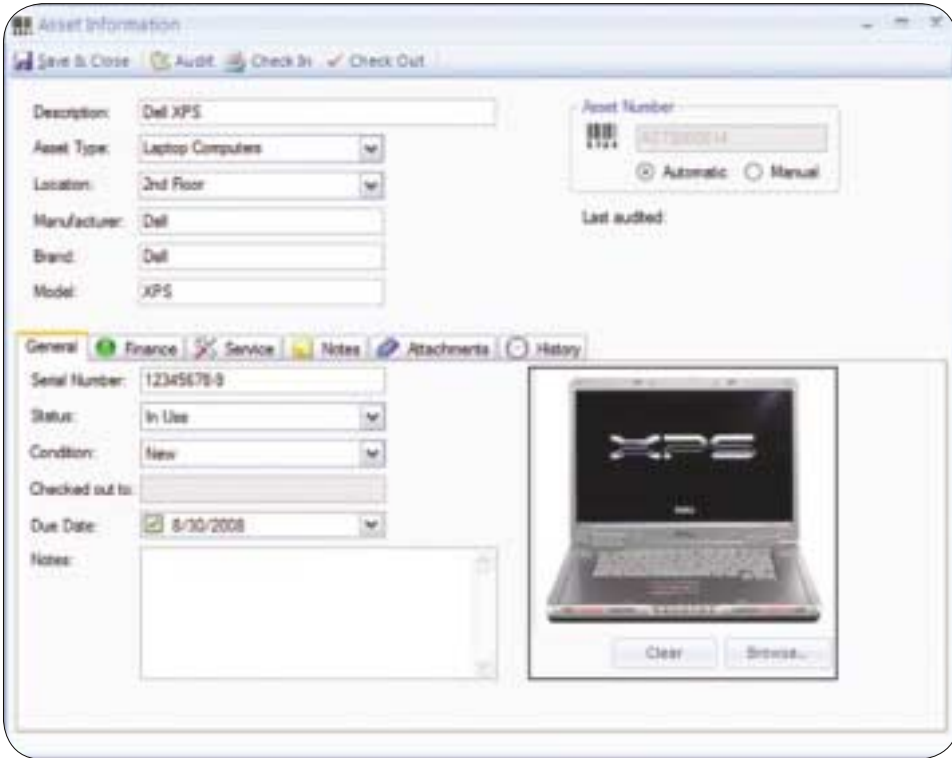 Asset Information
Save & Close Audit Check In Check Out
Description: Dell XPS
Asset Type: Laptop Computers
Location: 2nd Floor
Manufacturer: Dell
Brand: Dell
Model: XPS
Asset Number
Automatic Manual
Last audited:
General Finance Service Notes Attachments History
Serial Number: 12345678-9
Status: In Use
Condition: New
Checked out to:
Due Date: 8/30/2008
Notes:
XPS
Clear Browse...